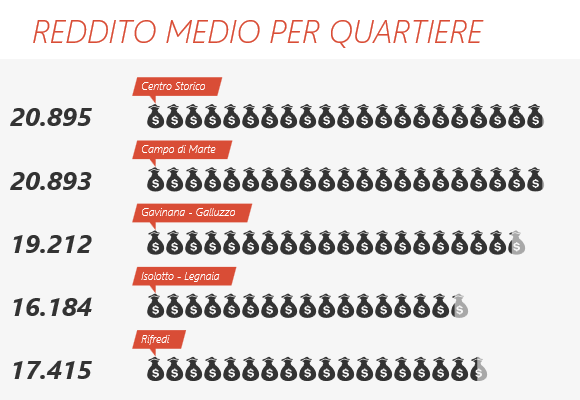 REDDITO MEDIO PER QUARTIERE
Centro Storico
20.895
Campo di Marte
20.893
Gavinana - Galluzzo
19.212
Isolotto - Legnaia
16.184
Rifredi
17.415